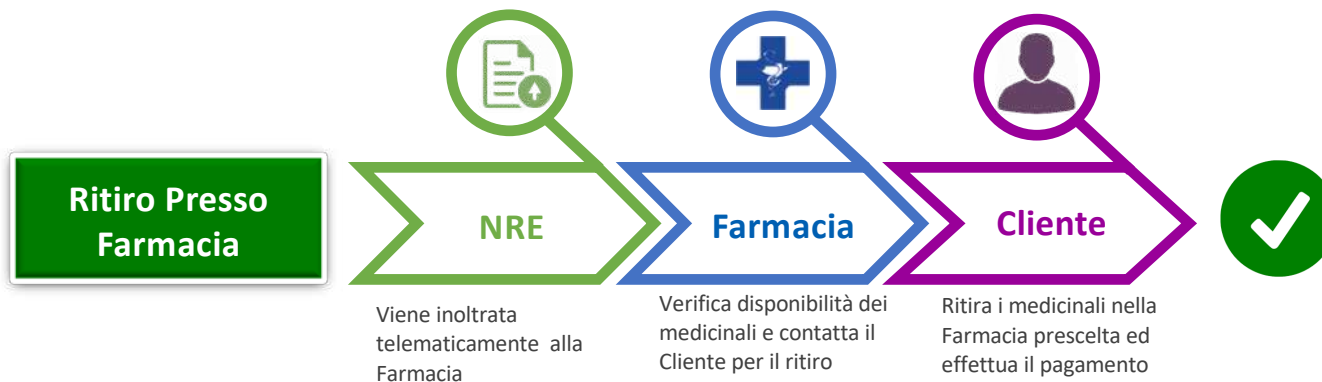 Ritiro Presso
Farmacia
NRE
Farmacia
Cliente
Viene inoltrata
telematicamente alla
Farmacia
Verifica disponibilità dei
medicinali e contatta il
Cliente per il ritiro
Ritira i medicinali nella
Farmacia prescelta ed
effettua il pagamento